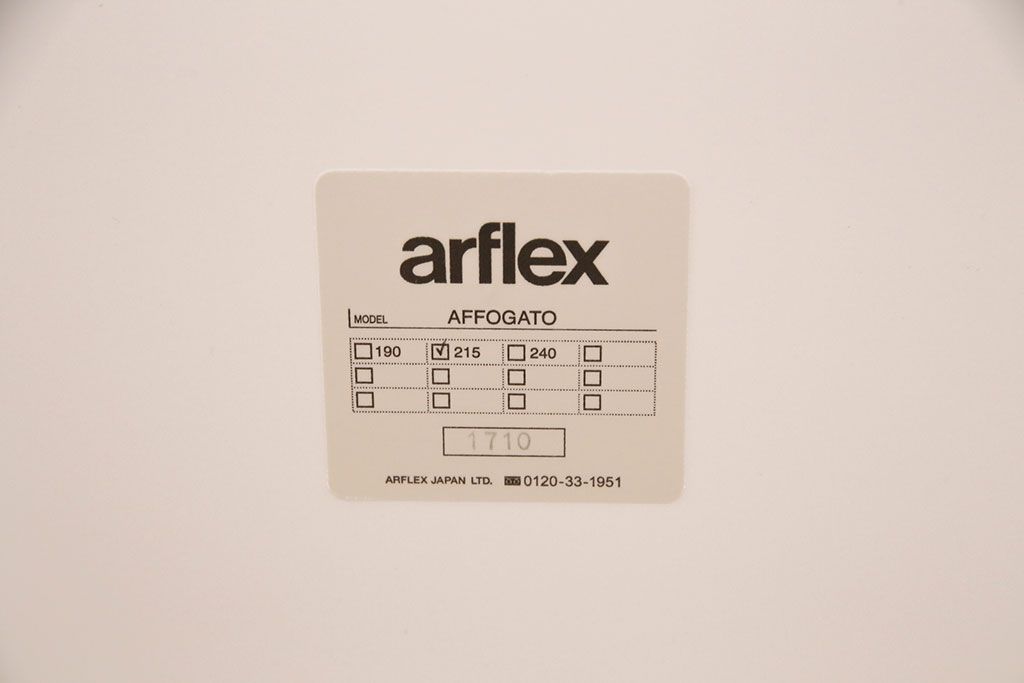 arflex
MODEL AFFOGATO
☐ 190 ☑ 215 ☐ 240 ☐
☐ ☐ ☐ ☐
☐ ☐ ☐ ☐
1710
ARFLEX JAPAN LTD. 0120-33-1951